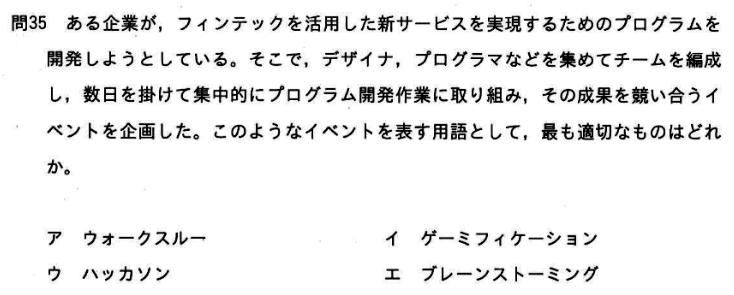 問35 ある企業が，フィンテックを活用した新サービスを実現するためのプログラムを
開発しようとしている。そこで，デザイナ，プログラマなどを集めてチームを編成
し，数日を掛けて集中的にプログラム開発作業に取り組み，その成果を競い合うイ
ベントを企画した。このようなイベントを表す用語として，最も適切なものはどれ
か。
ア ウォークスルー イ ゲーミフィケーション
ウ ハッカソン エ ブレーンストーミング